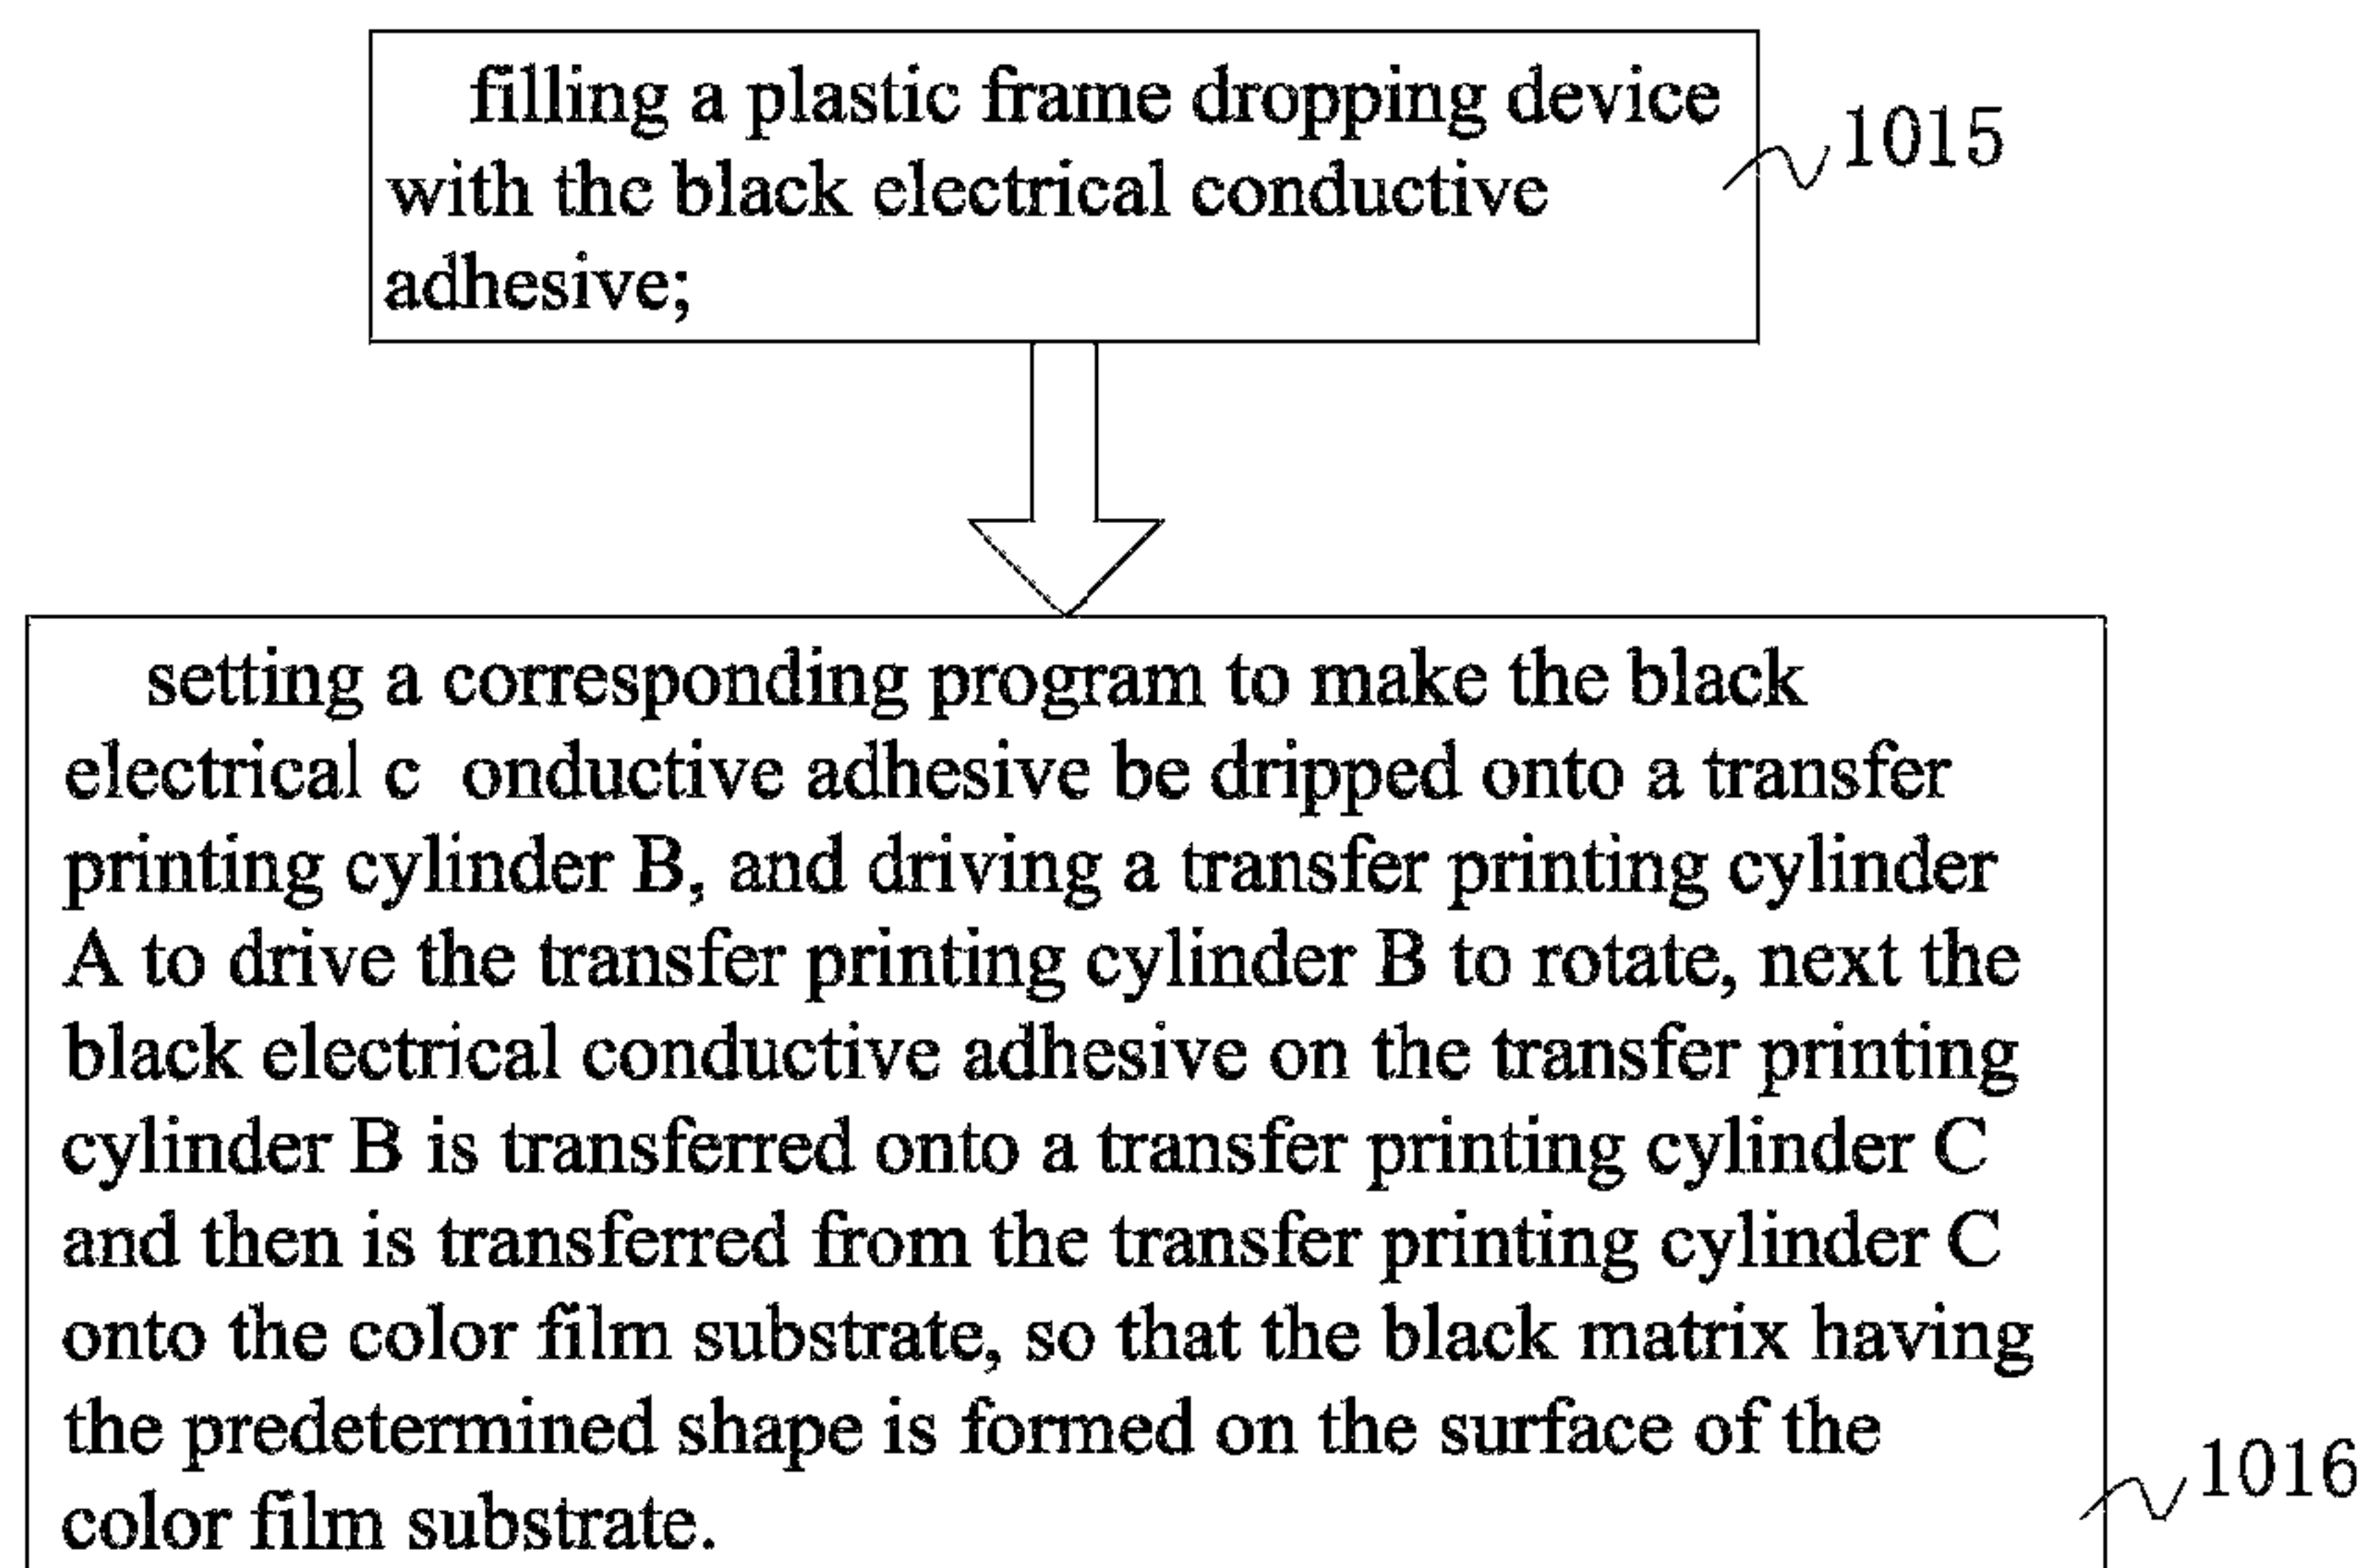 filling a plastic frame dropping device
with the black electrical conductive
adhesive;
1015
setting a corresponding program to make the black
electrical c onductive adhesive be dripped onto a transfer
printing cylinder B, and driving a transfer printing cylinder
A to drive the transfer printing cylinder B to rotate, next the
black electrical conductive adhesive on the transfer printing
cylinder B is transferred onto a transfer printing cylinder C
and then is transferred from the transfer printing cylinder C
onto the color film substrate, so that the black matrix having
the predetermined shape is formed on the surface of the
color film substrate.
1016